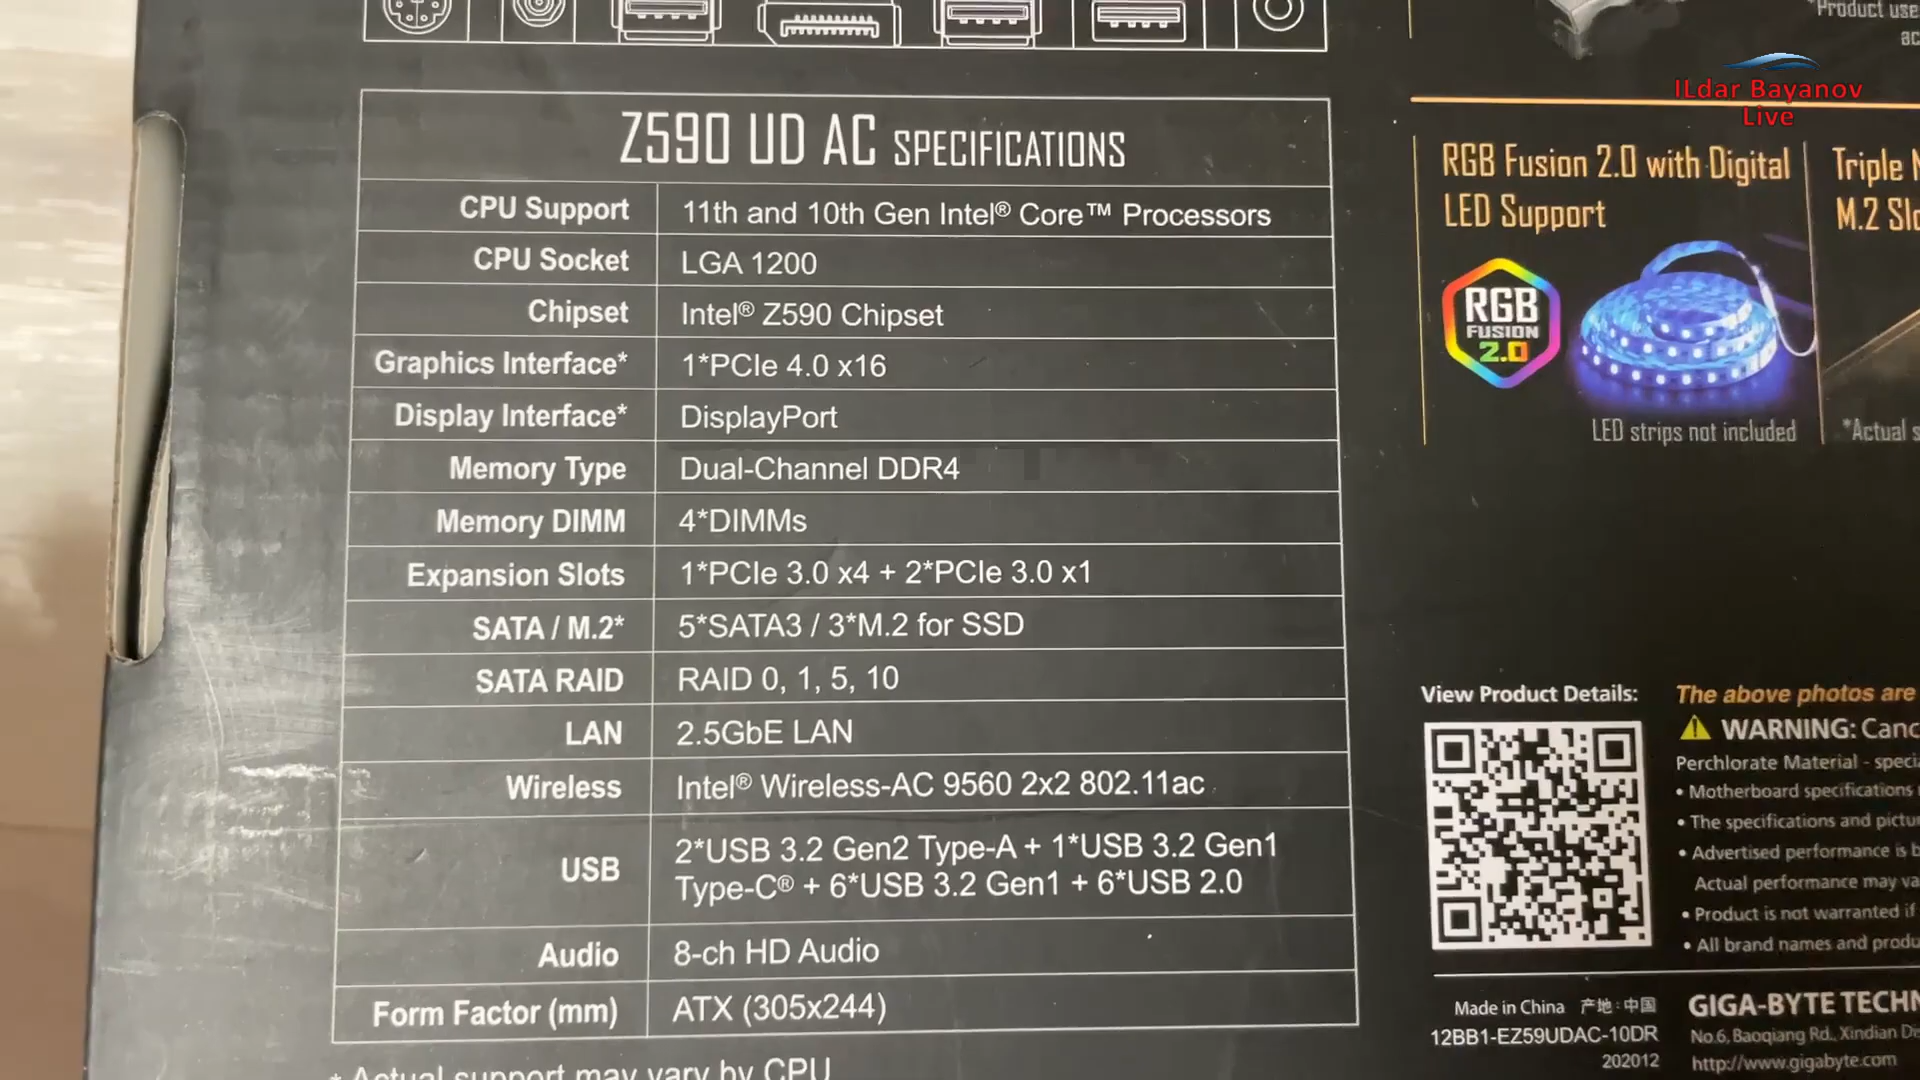 *Product use
ILdar Bayanov
Live
Z590 UD AC SPECIFICATIONS
CPU Support 11th and 10th Gen Intel® Core™ Processors
CPU Socket LGA 1200
Chipset Intel® Z590 Chipset
Graphics Interface* 1*PCIe 4.0 x16
Display Interface* DisplayPort
Memory Type Dual-Channel DDR4
Memory DIMM 4*DIMMs
Expansion Slots 1*PCIe 3.0 x4 + 2*PCIe 3.0 x1
SATA / M.2* 5*SATA3 / 3*M.2 for SSD
SATA RAID RAID 0, 1, 5, 10
LAN 2.5GbE LAN
Wireless Intel® Wireless-AC 9560 2x2 802.11ac
USB 2*USB 3.2 Gen2 Type-A + 1*USB 3.2 Gen1
Type-C® + 6*USB 3.2 Gen1 + 6*USB 2.0
Audio 8-ch HD Audio
Form Factor (mm) ATX (305x244)
* Actual support may vary by CPU
RGB Fusion 2.0 with Digital
LED Support
RGB
FUSION
2.0
LED strips not included
Triple
M.2
*Actual
View Product Details:
The above photos are
WARNING:
Perchlorate Material -
• Motherboard specifications
• The specifications and
• Advertised performance is
Actual performance may
• Product is not warranted if
• All brand names and
Made in China 产地：中国
12BB1-EZ59UDAC-10DR
202012
GIGA-BYTE
No.6, Baoqiang Rd., Xindian
http://www.gigabyte.com